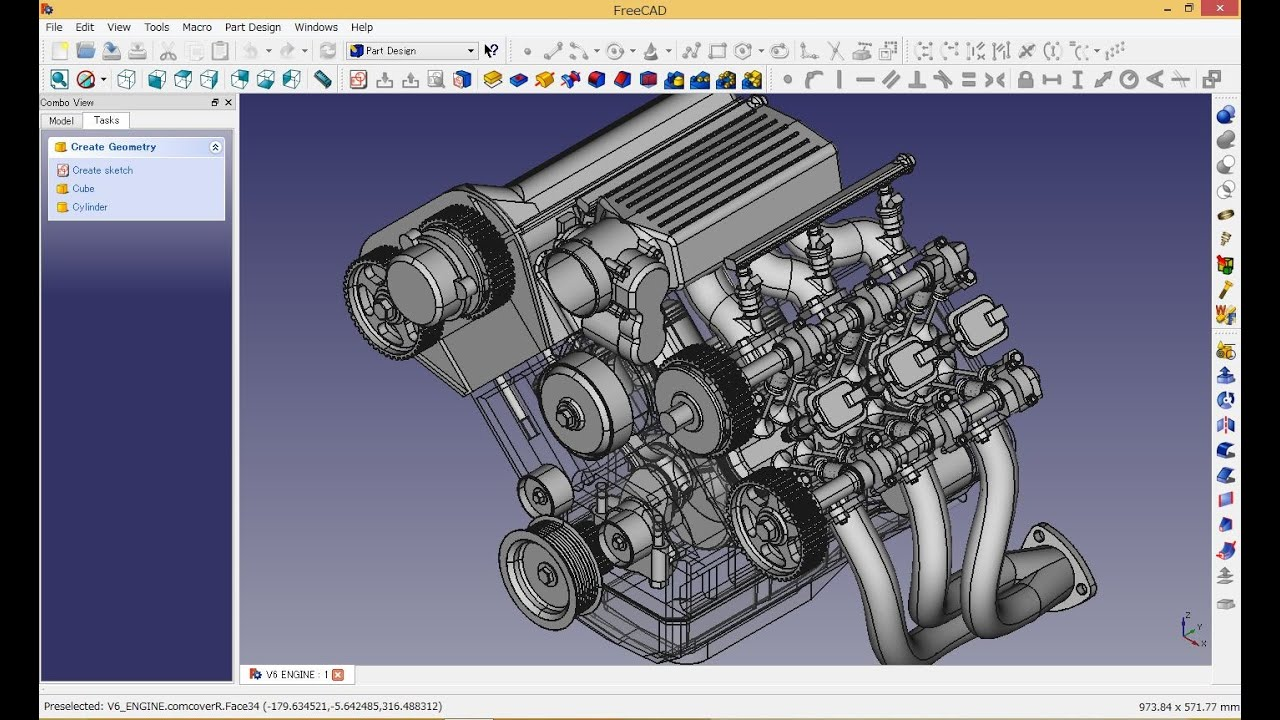 FreeCAD
File Edit View Tools Macro Part Design Windows Help
Part Design
Combo View
Model Tasks
Create Geometry
Create sketch
Cube
Cylinder
Z
Y
X
V6 ENGINE : 1
Preselected: V6_ENGINE.comcoverR.Face34 (-179.634521,-5.642485,316.488312)
973.84 x 571.77 mm